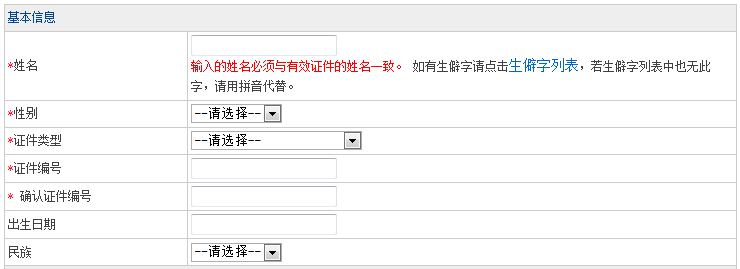 基本信息
*姓名
输入的姓名必须与有效证件的姓名一致。 如有生僻字请点击生僻字列表，若生僻字列表中也无此
字，请用拼音代替。
*性别 --请选择--
*证件类型 --请选择--
*证件编号
* 确认证件编号
出生日期
民族 --请选择--